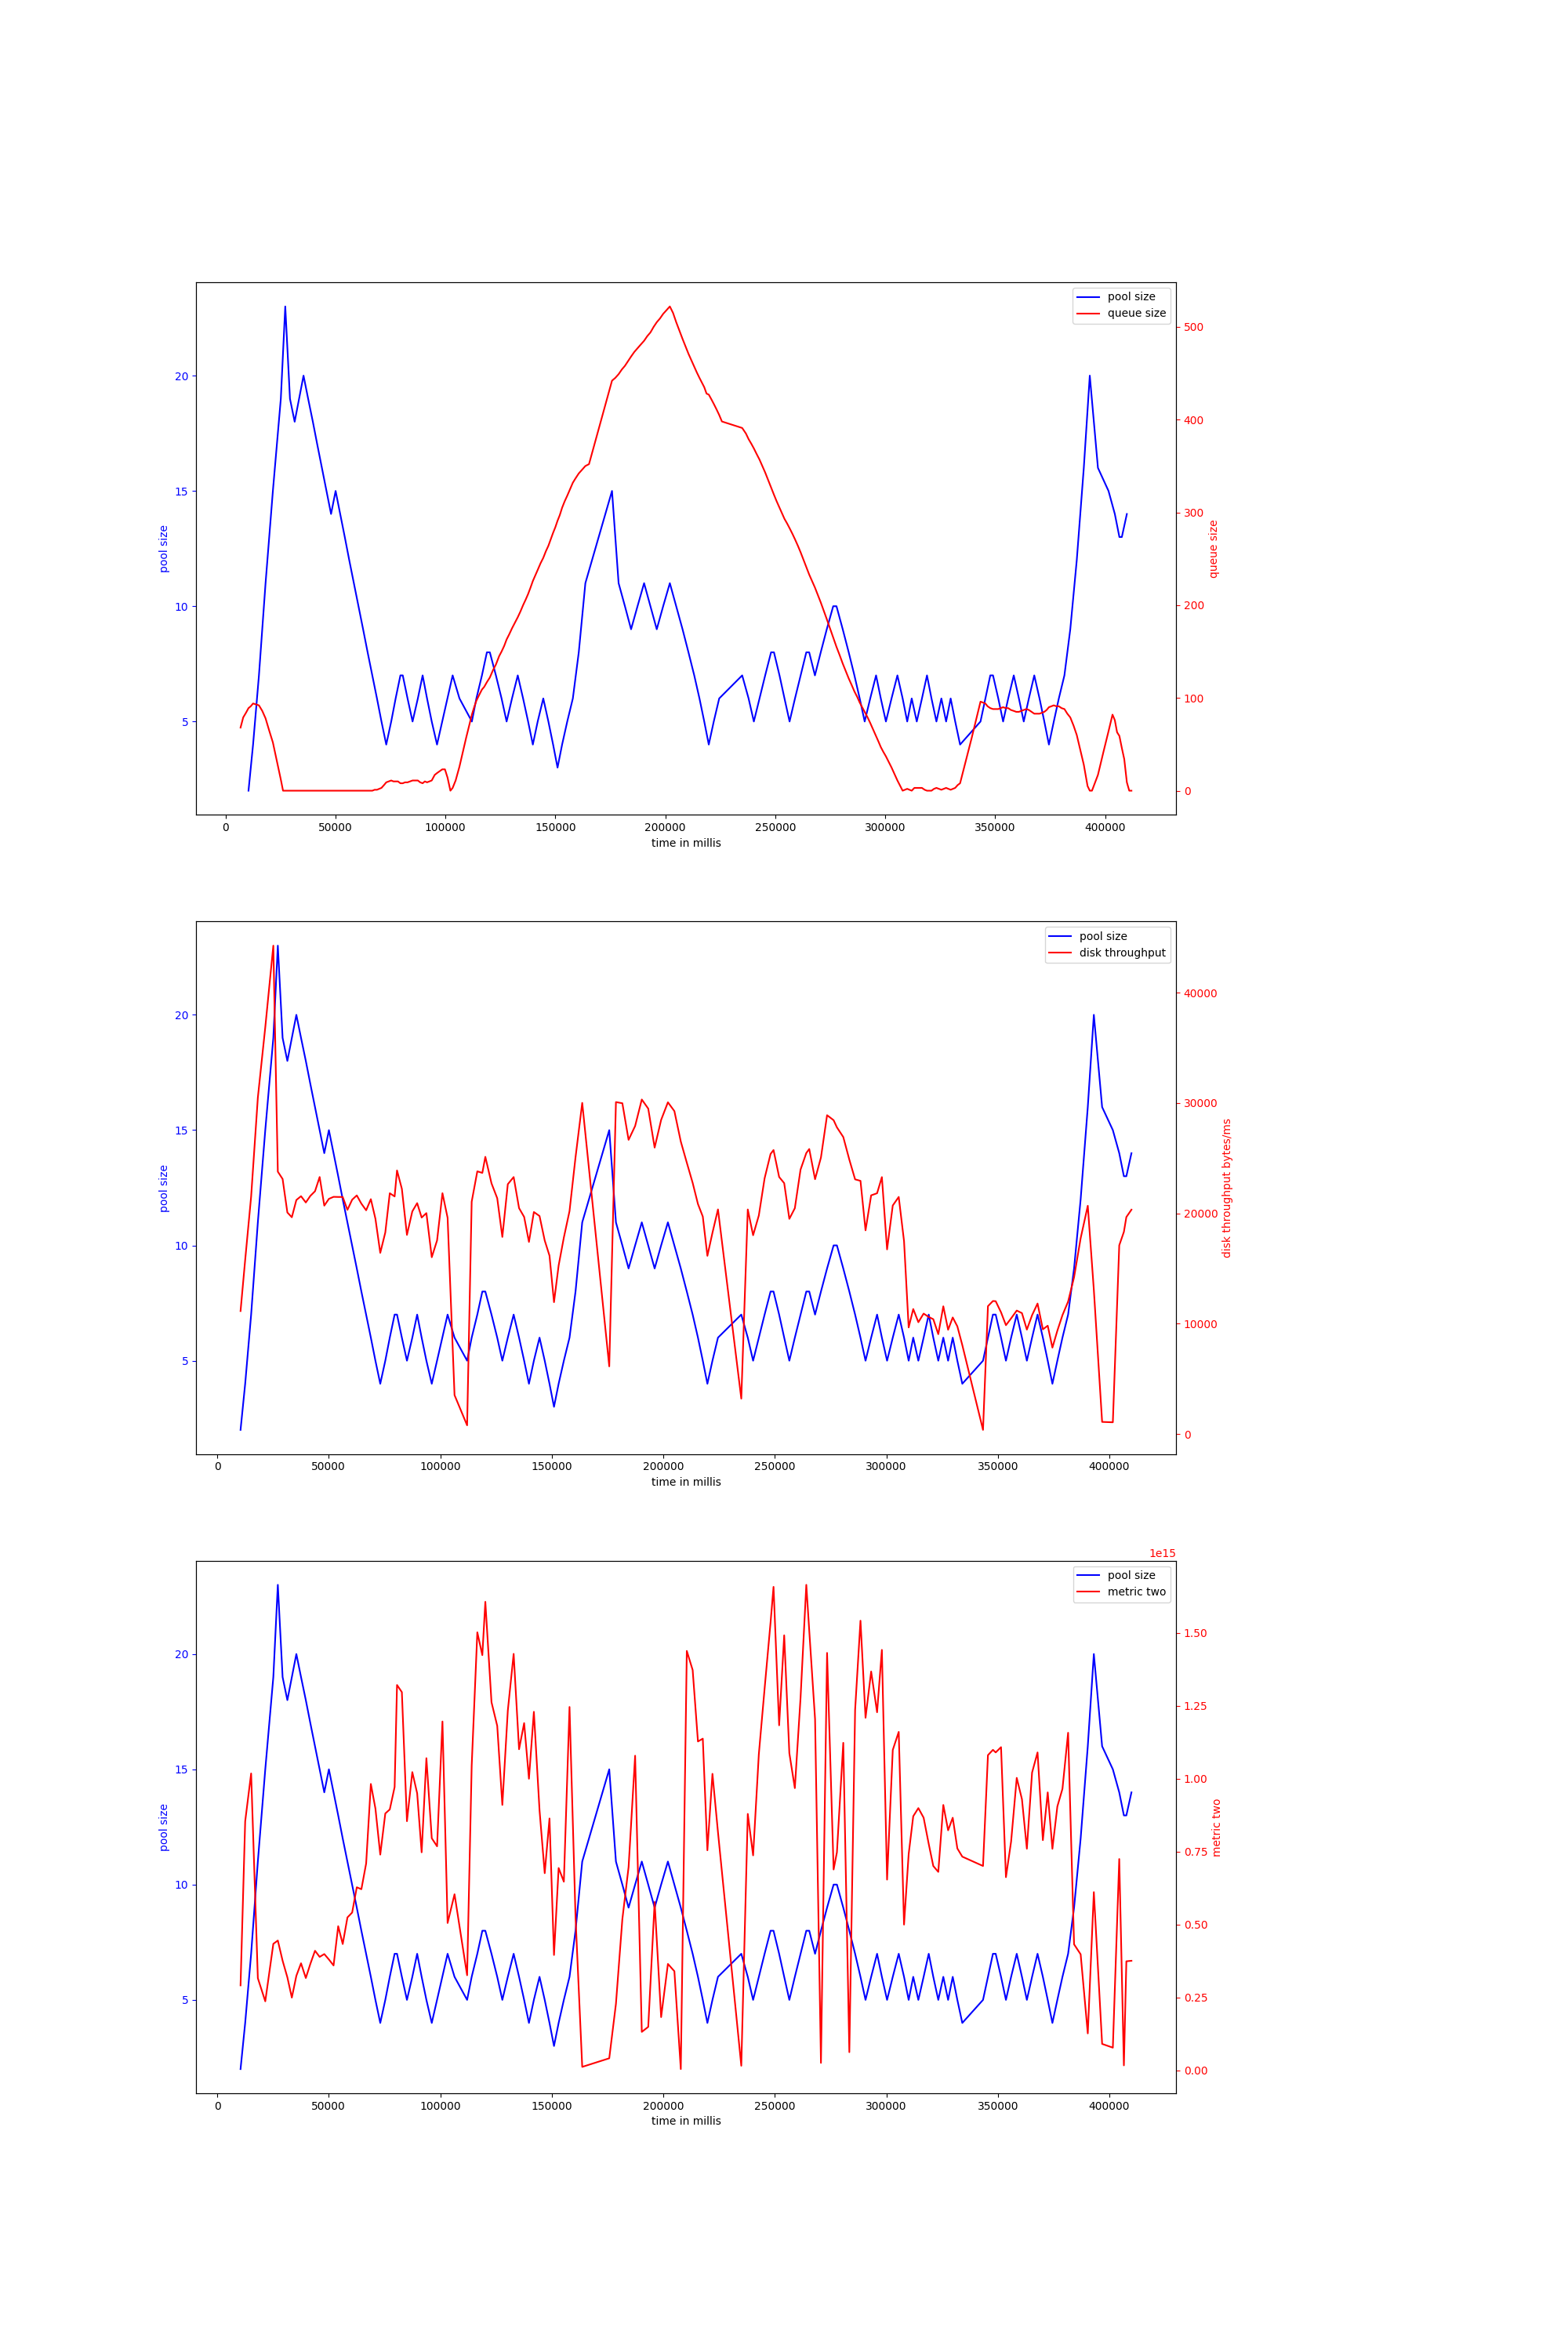 pool size
queue size
20
15
10
5
pool size
500
400
300
200
100
0
queue size
0 50000 100000 150000 200000 250000 300000 350000 400000
time in millis
pool size
disk throughput
20
15
10
5
pool size
40000
30000
20000
10000
0
disk throughput bytes/ms
0 50000 100000 150000 200000 250000 300000 350000 400000
time in millis
1e15
pool size
metric two
20
15
10
5
pool size
1.50
1.25
1.00
0.75
0.50
0.25
0.00
metric two
0 50000 100000 150000 200000 250000 300000 350000 400000
time in millis